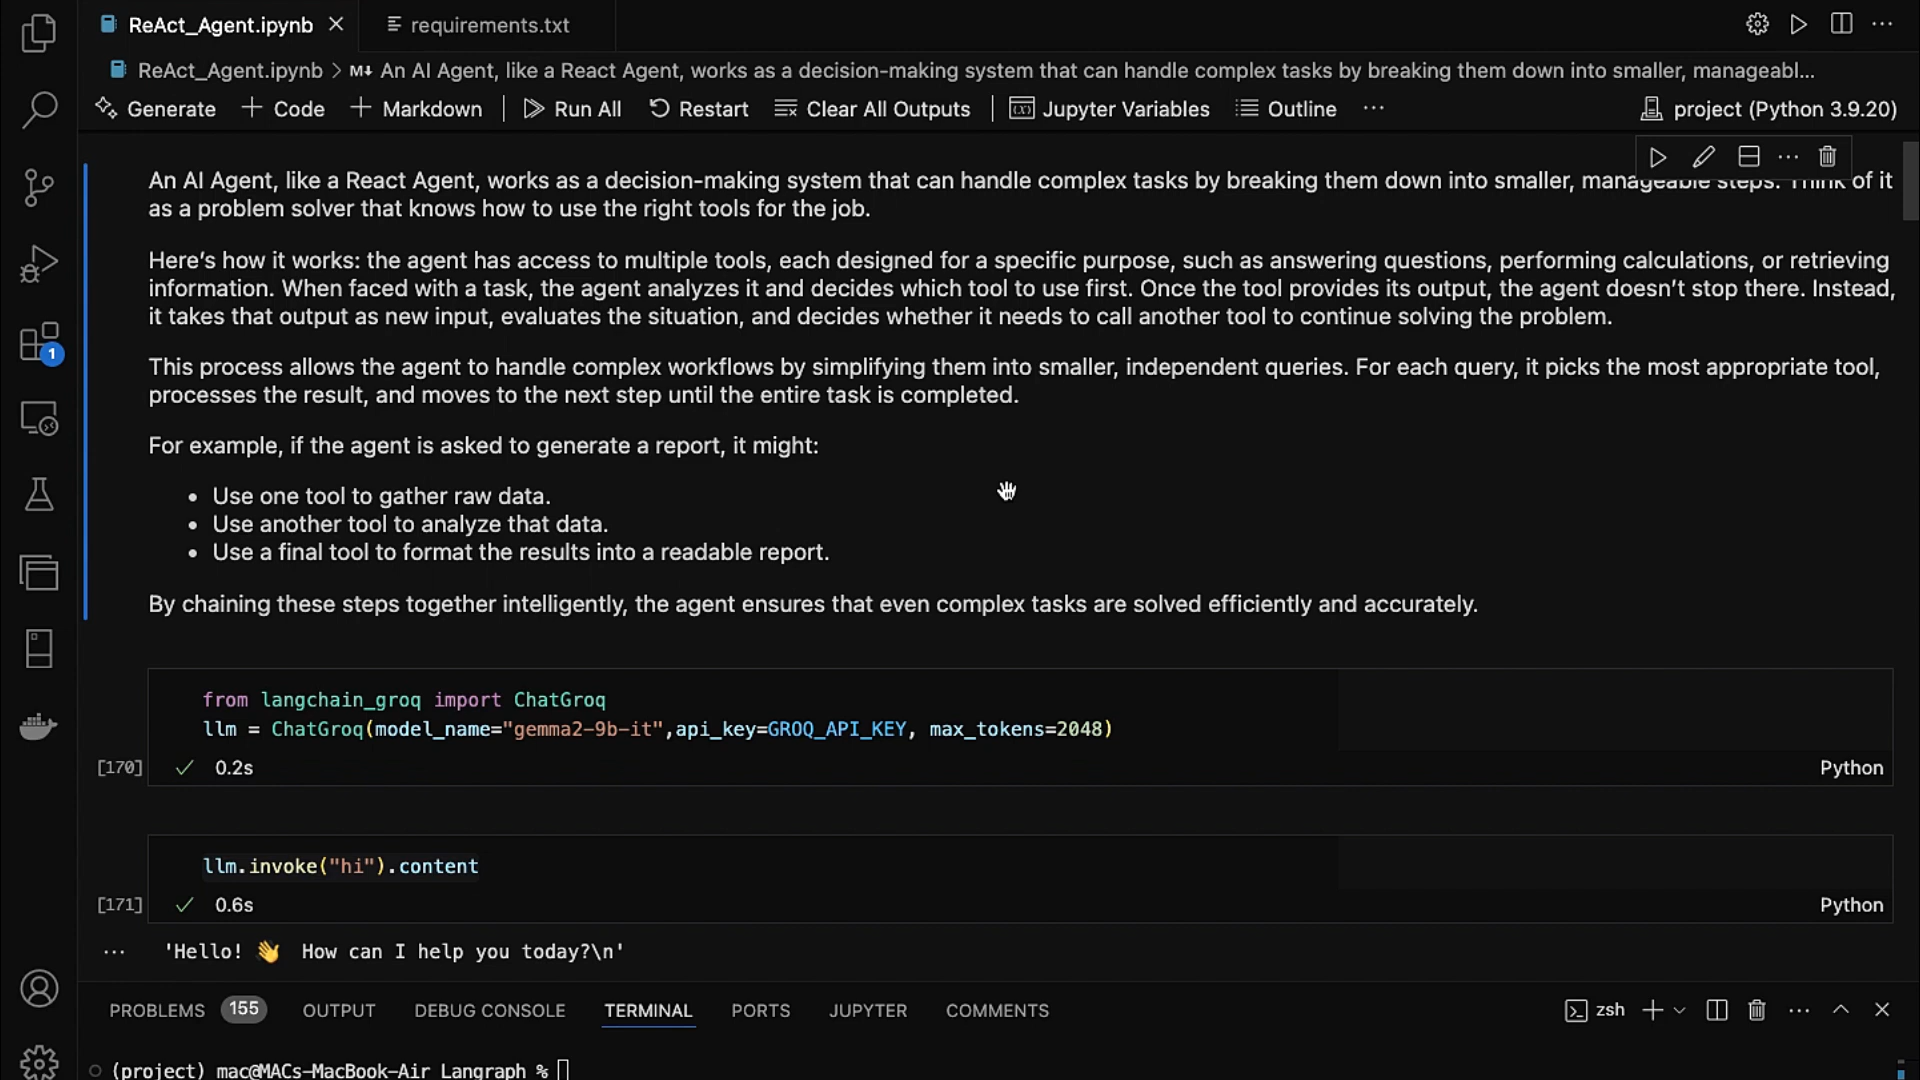 ReAct_Agent.ipynb
requirements.txt
ReAct_Agent.ipynb > M↓ An AI Agent, like a React Agent, works as a decision-making system that can handle complex tasks by breaking them down into smaller, manageabl...
Generate + Code + Markdown Run All Restart Clear All Outputs Jupyter Variables Outline ... project (Python 3.9.20)
An AI Agent, like a React Agent, works as a decision-making system that can handle complex tasks by breaking them down into smaller, manageable steps. Think of it
as a problem solver that knows how to use the right tools for the job.
Here's how it works: the agent has access to multiple tools, each designed for a specific purpose, such as answering questions, performing calculations, or retrieving
information. When faced with a task, the agent analyzes it and decides which tool to use first. Once the tool provides its output, the agent doesn't stop there. Instead,
it takes that output as new input, evaluates the situation, and decides whether it needs to call another tool to continue solving the problem.
This process allows the agent to handle complex workflows by simplifying them into smaller, independent queries. For each query, it picks the most appropriate tool,
processes the result, and moves to the next step until the entire task is completed.
For example, if the agent is asked to generate a report, it might:
• Use one tool to gather raw data.
• Use another tool to analyze that data.
• Use a final tool to format the results into a readable report.
By chaining these steps together intelligently, the agent ensures that even complex tasks are solved efficiently and accurately.
from langchain_groq import ChatGroq
llm = ChatGroq(model_name="gemma2-9b-it",api_key=GROQ_API_KEY, max_tokens=2048)
[170] ✓ 0.2s Python
llm.invoke("hi").content
[171] ✓ 0.6s Python
... 'Hello! 👋 How can I help you today?\n'
1
PROBLEMS 155 OUTPUT DEBUG CONSOLE TERMINAL PORTS JUPYTER COMMENTS zsh
(project) mac@MACs-MacBook-Air Langraph %